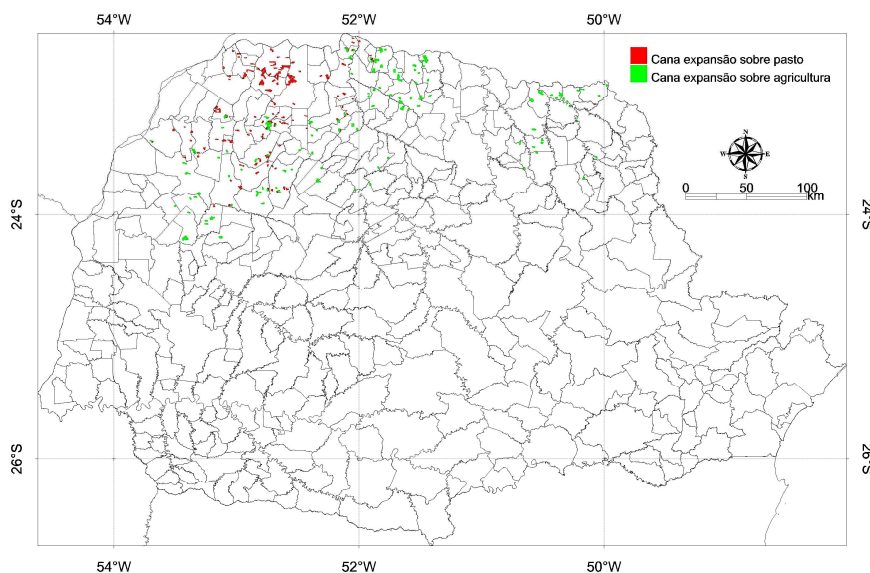 54°W 52°W 50°W
Cana expansão sobre pasto
Cana expansão sobre agricultura
N
W E
S
0 50 100
km
24°S 24°S
26°S 26°S
54°W 52°W 50°W